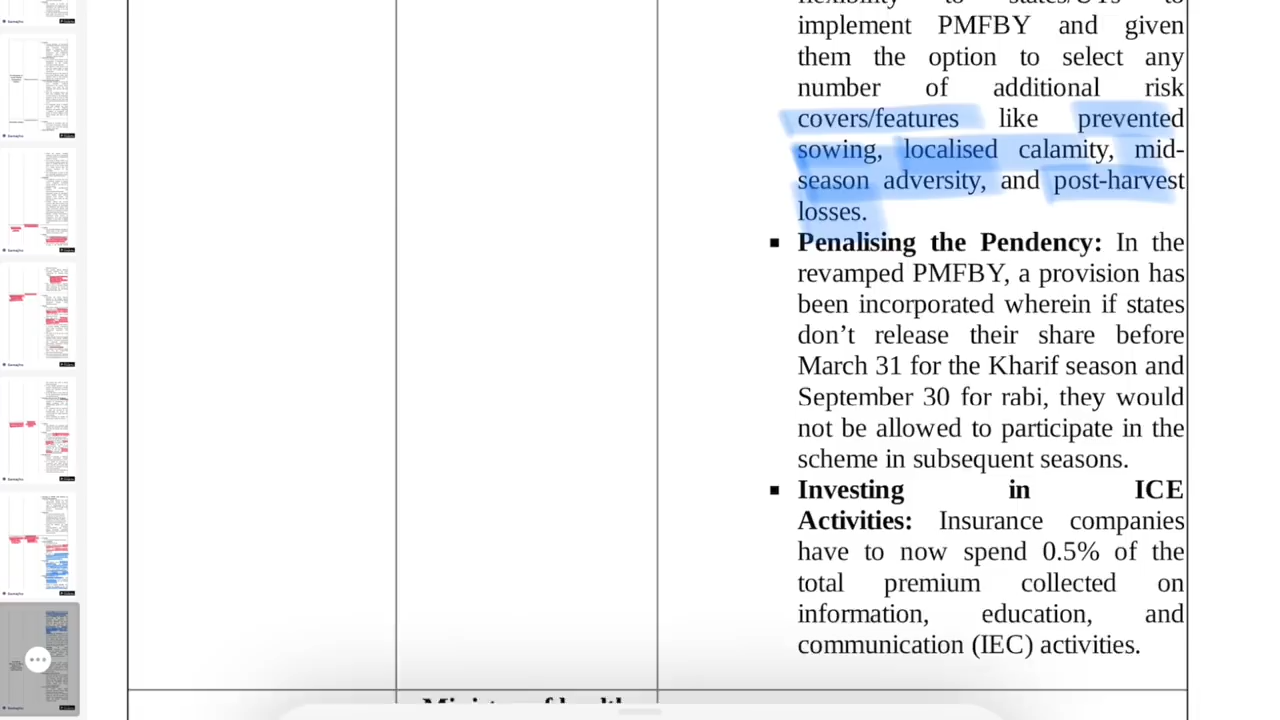 flexibility to states/UTs to
implement PMFBY and given
them the option to select any
number of additional risk
covers/features like prevented
sowing, localised calamity, mid-
season adversity, and post-harvest
losses.
▪ Penalising the Pendency: In the
revamped PMFBY, a provision has
been incorporated wherein if states
don’t release their share before
March 31 for the Kharif season and
September 30 for rabi, they would
not be allowed to participate in the
scheme in subsequent seasons.
▪ Investing in ICE
Activities: Insurance companies
have to now spend 0.5% of the
total premium collected on
information, education, and
communication (IEC) activities.